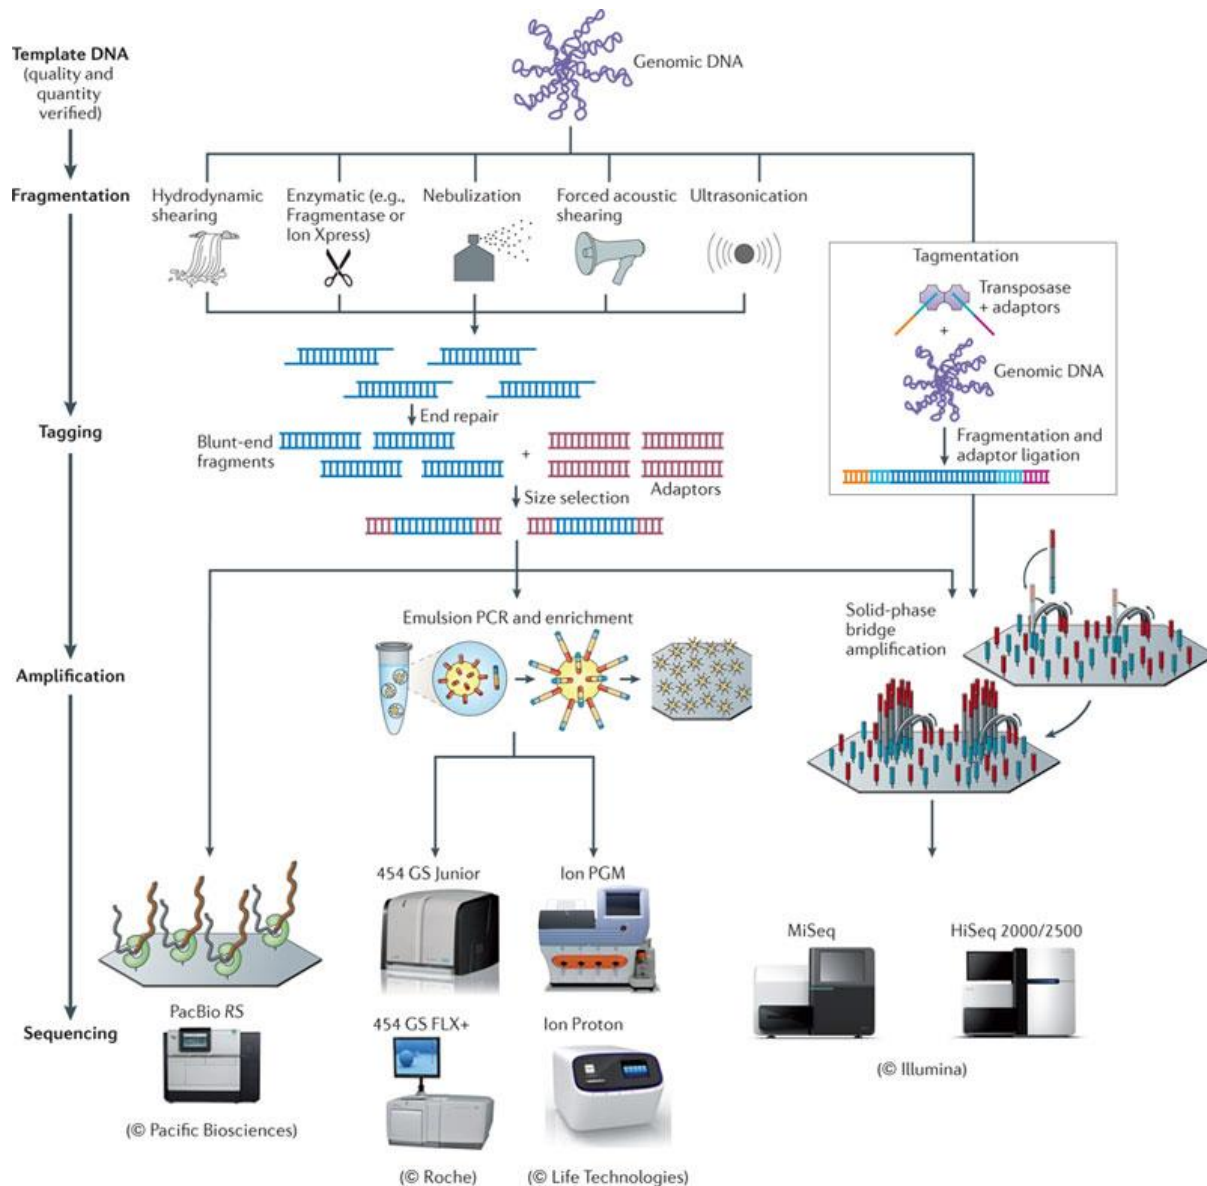 Template DNA
(quality and
quantity
verified)
Genomic DNA
Fragmentation
Hydrodynamic
shearing
Enzymatic (e.g.,
Fragmentase or
Ion Xpress)
Nebulization
Forced acoustic
shearing
Ultrasonication
Tagmentation
Transposase
+ adaptors
+
Genomic DNA
Fragmentation and
adaptor ligation
End repair
Tagging
Blunt-end
fragments
+
Adaptors
Size selection
Emulsion PCR and enrichment
Solid-phase
bridge
amplification
Amplification
454 GS Junior
Ion PGM
MiSeq
HiSeq 2000/2500
PacBio RS
Sequencing
454 GS FLX+
Ion Proton
(© Illumina)
(© Pacific Biosciences)
(© Roche)
(© Life Technologies)